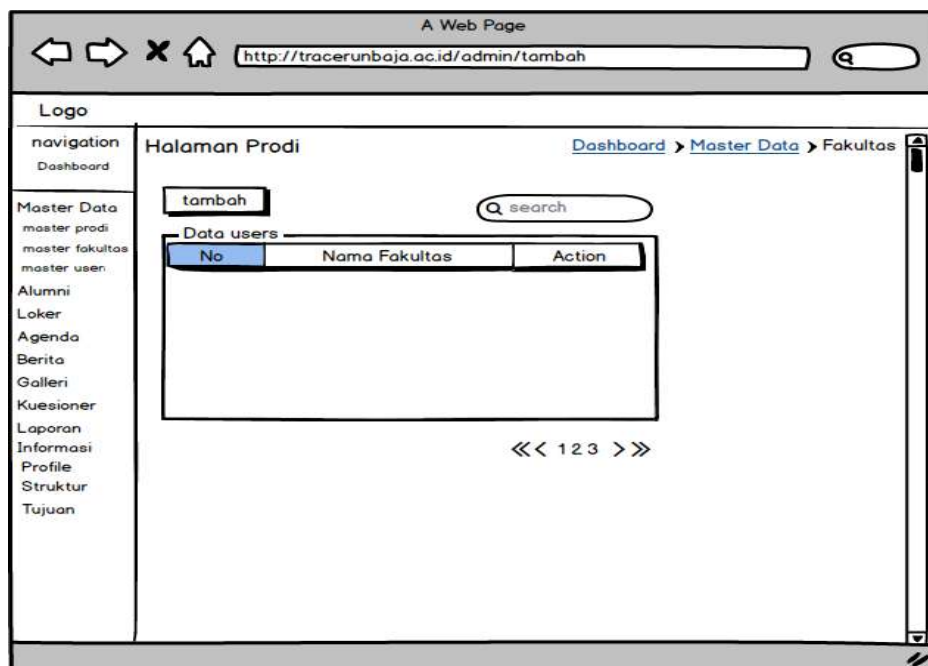 A Web Page
http://tracerunbaja.ac.id/admin/tambah
Logo
navigation
Dashboard
Master Data
master prodi
master fakultas
master user
Alumni
Loker
Agenda
Berita
Galleri
Kuesioner
Laporan
Informasi
Profile
Struktur
Tujuan
Halaman Prodi
Dashboard > Master Data > Fakultas
tambah
search
Data users
No Nama Fakultas Action
<< < 1 2 3 > >>